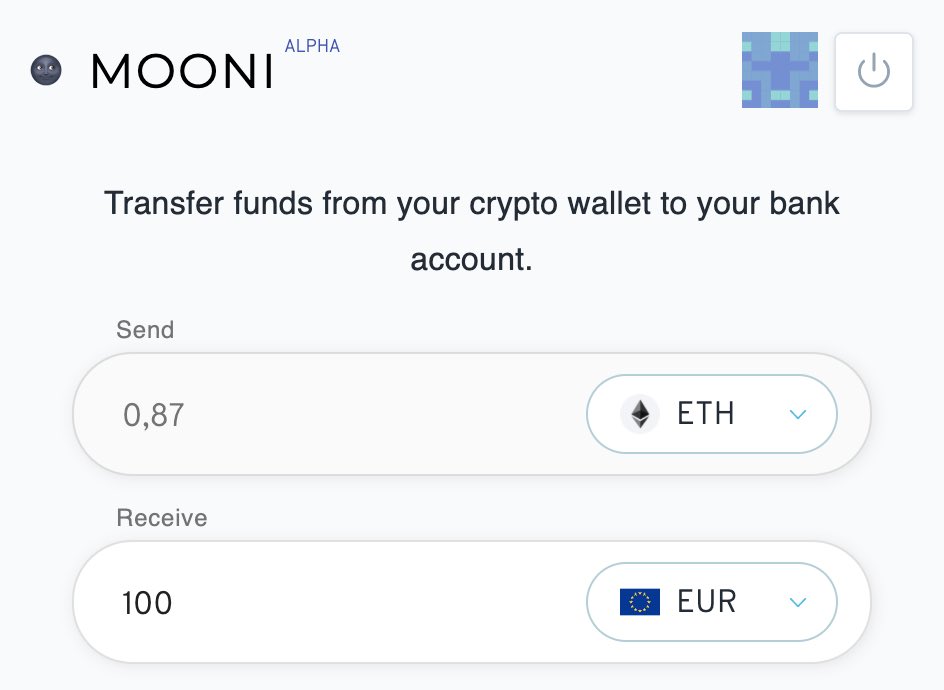 MOONI ALPHA
Transfer funds from your crypto wallet to your bank
account.
Send
0,87 ETH
Receive
100 EUR